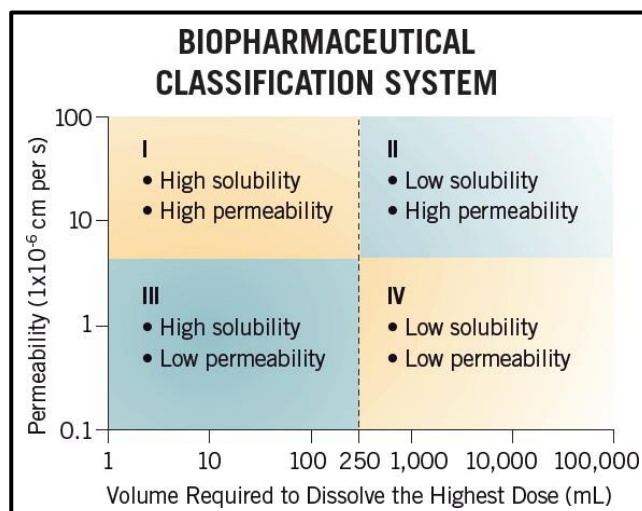 BIOPHARMACEUTICAL
CLASSIFICATION SYSTEM
Permeability (1x10⁻⁶ cm per s)
100
10
1
0.1
I
• High solubility
• High permeability
II
• Low solubility
• High permeability
III
• High solubility
• Low permeability
IV
• Low solubility
• Low permeability
1 10 100 250 1,000 10,000 100,000
Volume Required to Dissolve the Highest Dose (mL)